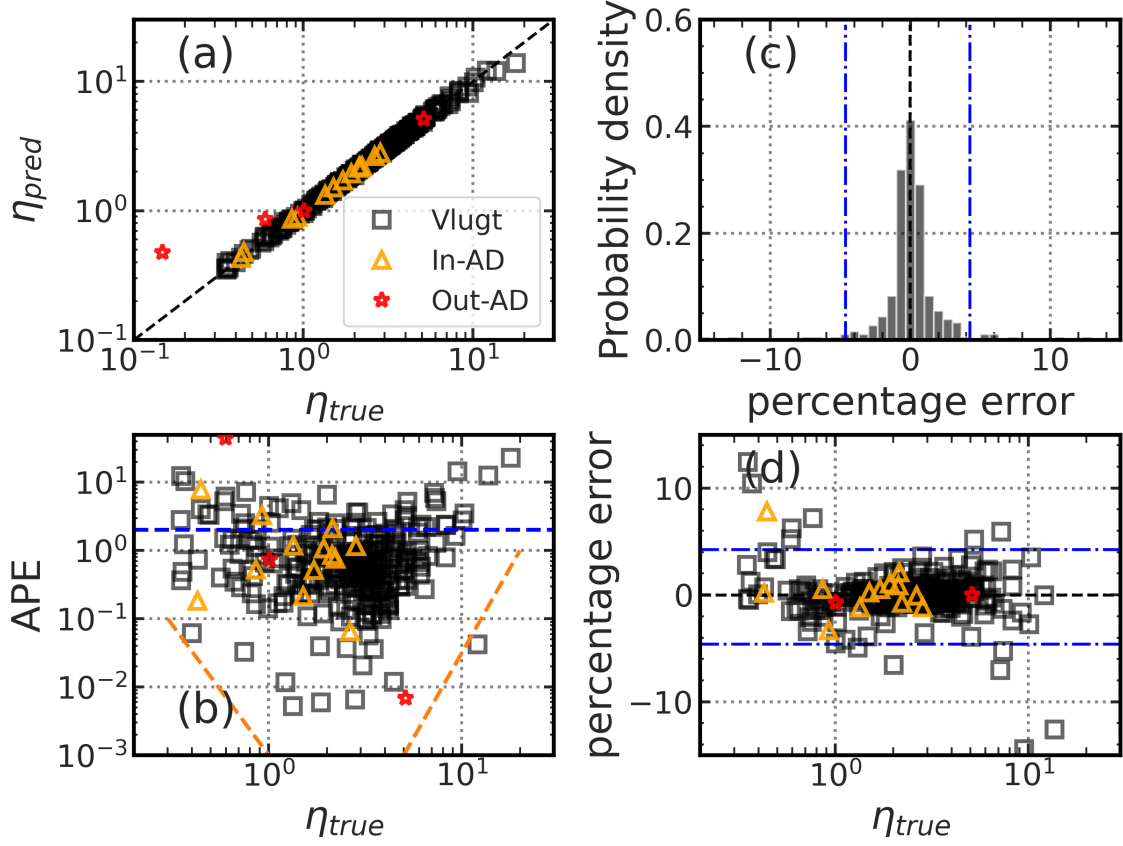 (a)
η_pred
10^1
10^0
10^−1
10^−1
10^0
10^1
η_true
Vlugt
In-AD
Out-AD
(c)
Probability density
0.6
0.4
0.2
0.0
−10
0
10
percentage error
(b)
APE
10^1
10^0
10^−1
10^−2
10^−3
10^0
10^1
η_true
(d)
percentage error
10
0
−10
10^0
10^1
η_true